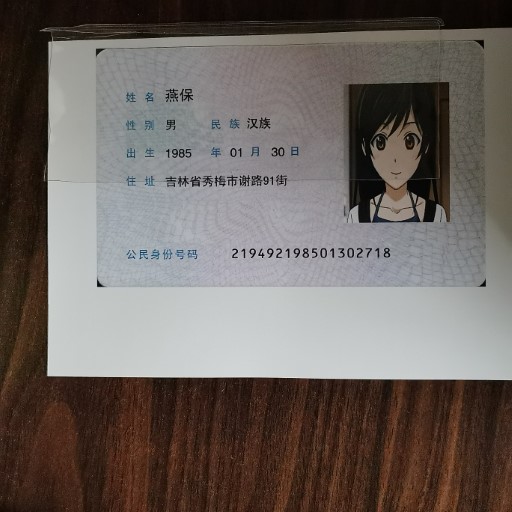 姓名 燕保
性别 男 民族 汉族
出生 1985 年 01 月 30 日
住址 吉林省秀梅市谢路91街
公民身份号码 219492198501302718